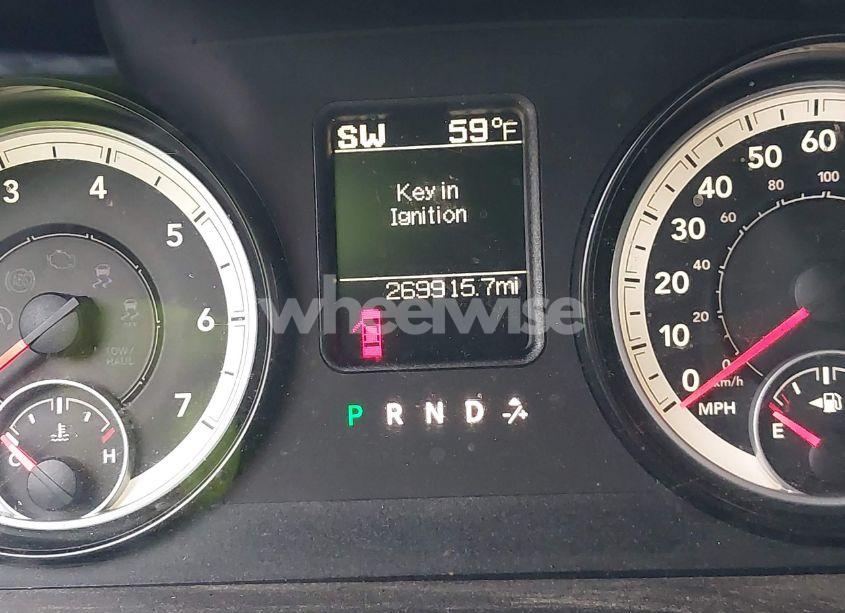 SW 59°F
Key in
Ignition
269915.7mi
wheelwise
P R N D
3 4 5 6 7
TOW/
HAUL
C H
0 10 20 30 40 50 60
0 20 40 60 80 100
MPH km/h
E